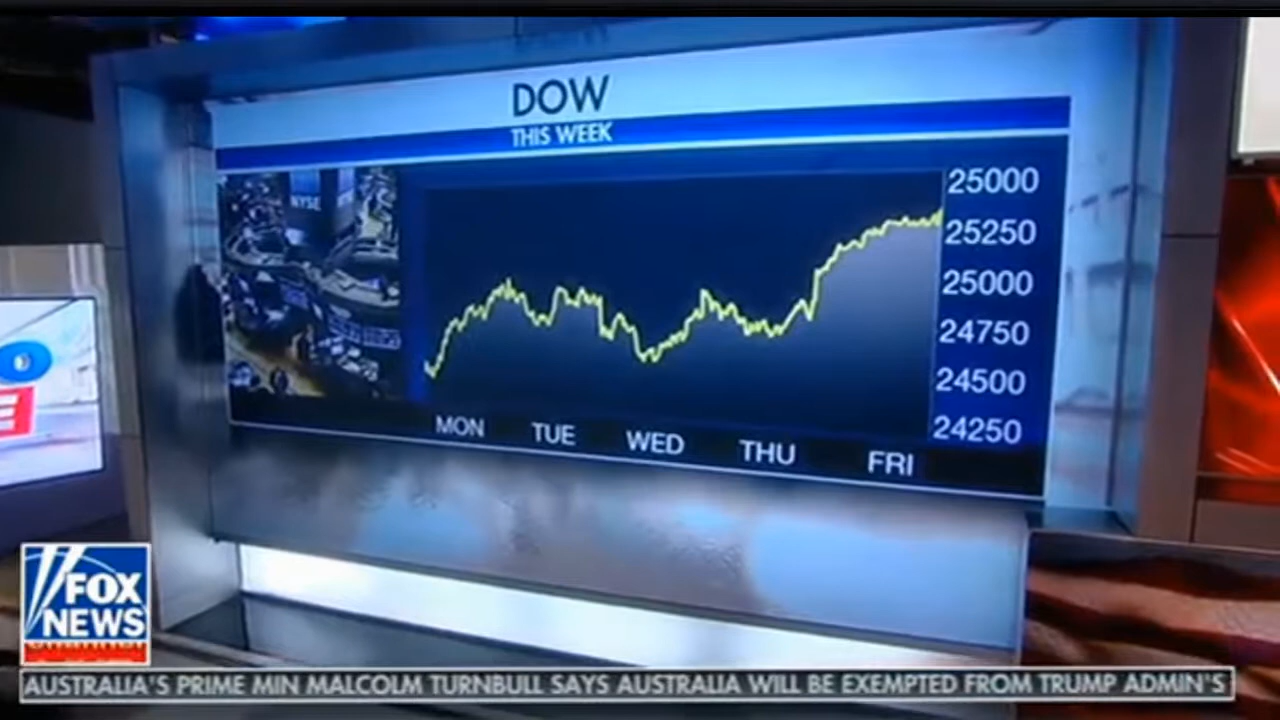 DOW
THIS WEEK
NYSE
25000
25250
25000
24750
24500
24250
MON TUE WED THU FRI
E
FOX
NEWS
AUSTRALIA'S PRIME MIN MALCOLM TURNBULL SAYS AUSTRALIA WILL BE EXEMPTED FROM TRUMP ADMIN'S